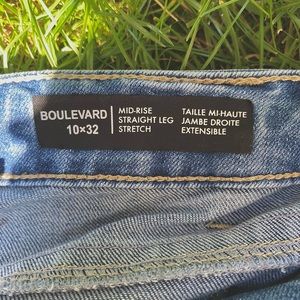 BOULEVARD
10×32
MID-RISE
STRAIGHT LEG
STRETCH
TAILLE MI-HAUTE
JAMBE DROITE
EXTENSIBLE